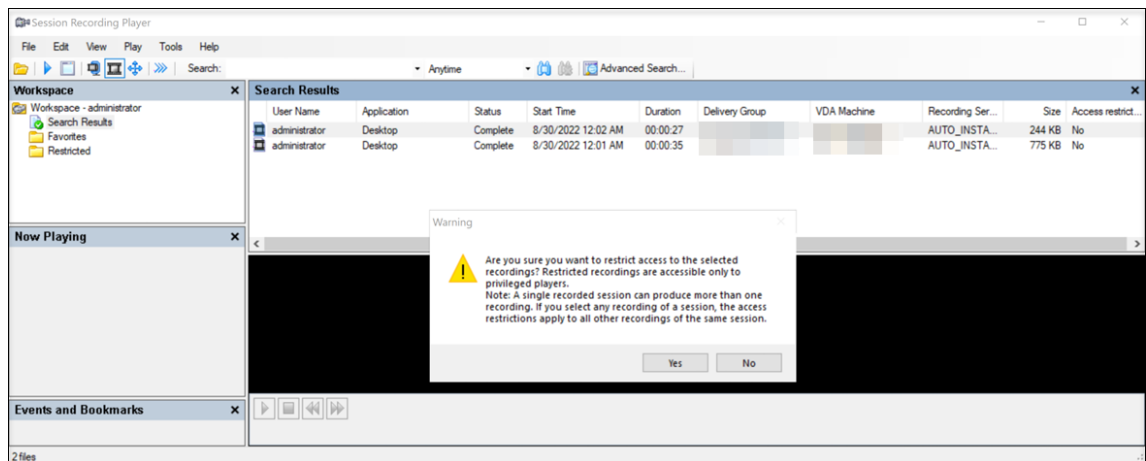 Session Recording Player
File Edit View Play Tools Help
Search: Anytime Advanced Search...
Workspace
Workspace - administrator
Search Results
Favorites
Restricted
Search Results
User Name Application Status Start Time Duration Delivery Group VDA Machine Recording Ser... Size Access restrict...
administrator Desktop Complete 8/30/2022 12:02 AM 00:00:27 AUTO_INSTA... 244 KB No
administrator Desktop Complete 8/30/2022 12:01 AM 00:00:35 AUTO_INSTA... 775 KB No
Now Playing
Warning
Are you sure you want to restrict access to the selected
recordings? Restricted recordings are accessible only to
privileged players.
Note: A single recorded session can produce more than one
recording. If you select any recording of a session, the access
restrictions apply to all other recordings of the same session.
Yes No
Events and Bookmarks
2 files